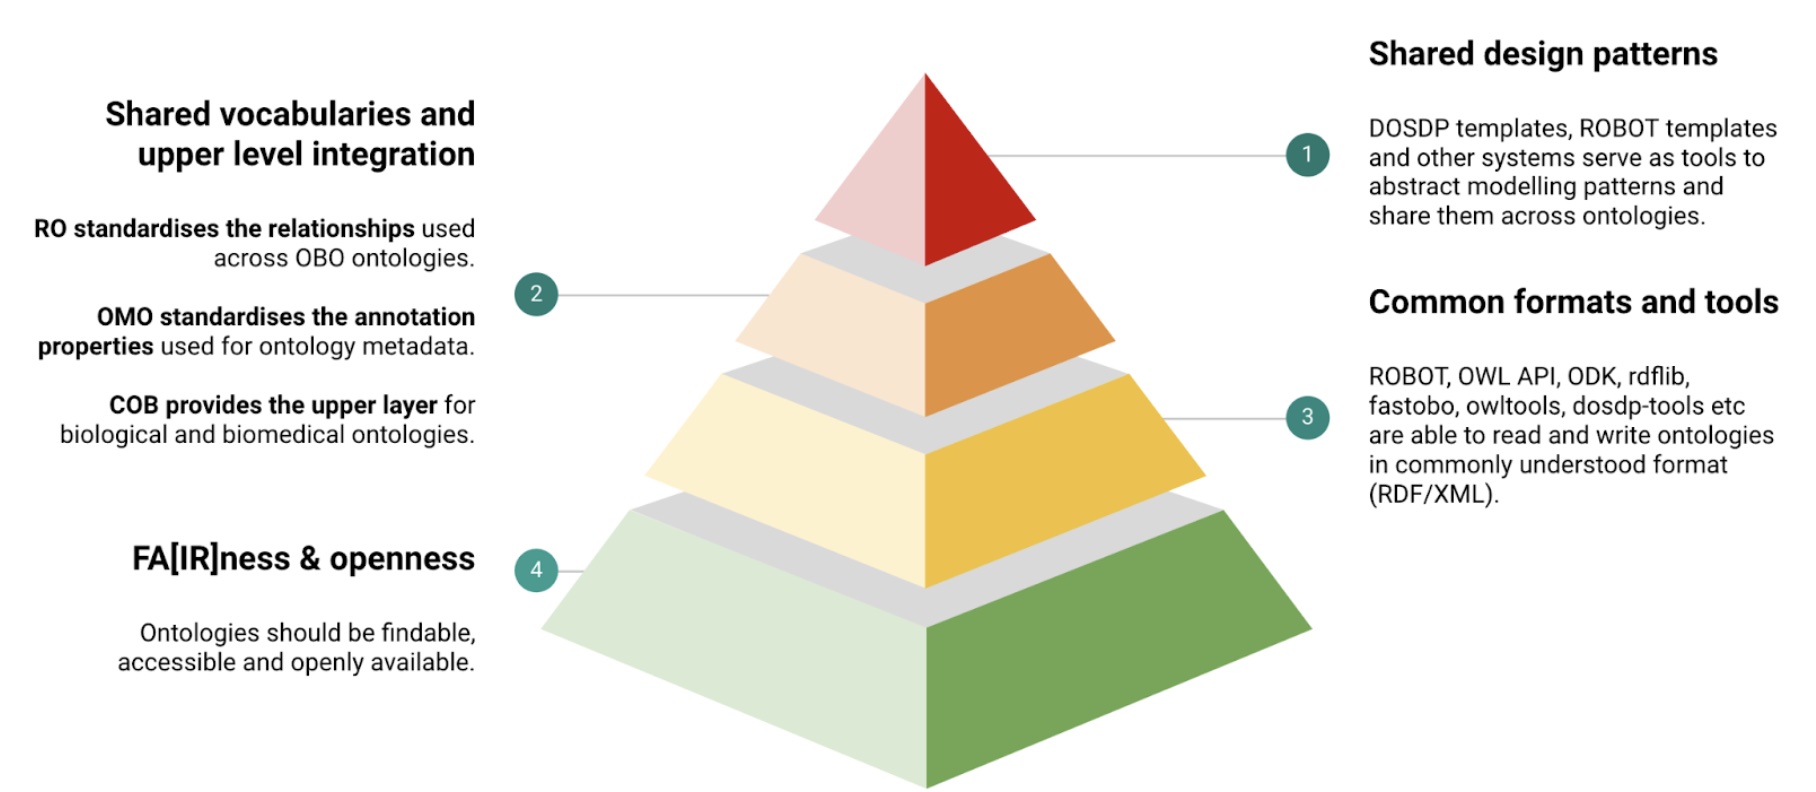 Shared design patterns
DOSDP templates, ROBOT templates
and other systems serve as tools to
abstract modelling patterns and
share them across ontologies.
1
Shared vocabularies and
upper level integration
RO standardises the relationships used
across OBO ontologies.
OMO standardises the annotation
properties used for ontology metadata.
COB provides the upper layer for
biological and biomedical ontologies.
2
Common formats and tools
ROBOT, OWL API, ODK, rdflib,
fastobo, owltools, dosdp-tools etc
are able to read and write ontologies
in commonly understood format
(RDF/XML).
3
FA[IR]ness & openness
Ontologies should be findable,
accessible and openly available.
4